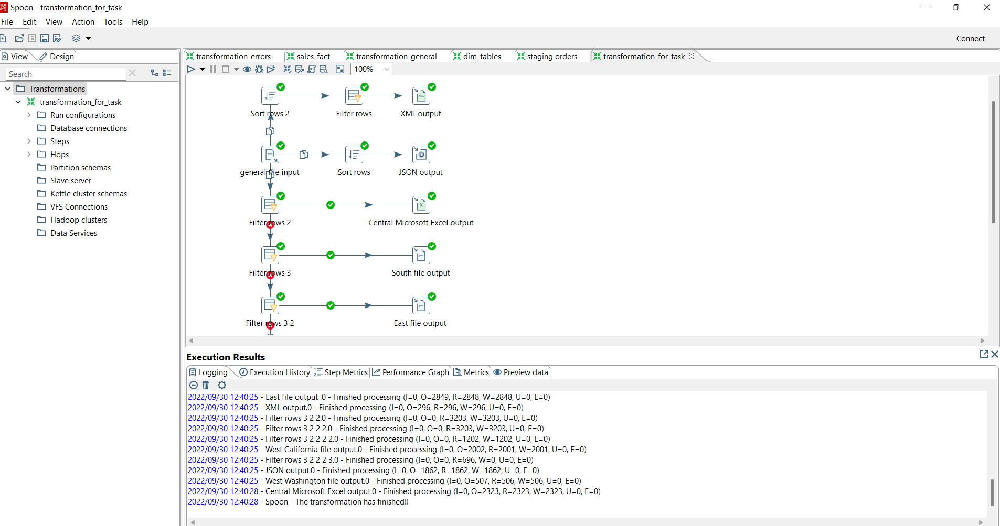 Spoon - transformation_for_task
File Edit View Action Tools Help
Connect
View Design
Search
Transformations
transformation_for_task
Run configurations
Database connections
Steps
Hops
Partition schemas
Slave server
Kettle cluster schemas
VFS Connections
Hadoop clusters
Data Services
transformation_errors sales_fact transformation_general dim_tables staging orders transformation_for_task
100%
Sort rows 2 Filter rows XML output
general file input Sort rows JSON output
Filter rows 2 Central Microsoft Excel output
Filter rows 3 South file output
Filter rows 3 2 East file output
Execution Results
Logging Execution History Step Metrics Performance Graph Metrics Preview data
2022/09/30 12:40:25 - East file output .0 - Finished processing (I=0, O=2849, R=2848, W=2848, U=0, E=0)
2022/09/30 12:40:25 - XML output.0 - Finished processing (I=0, O=296, R=296, W=296, U=0, E=0)
2022/09/30 12:40:25 - Filter rows 3 2 2.0 - Finished processing (I=0, O=0, R=3203, W=3203, U=0, E=0)
2022/09/30 12:40:25 - Filter rows 3 2 2 2.0 - Finished processing (I=0, O=0, R=3203, W=3203, U=0, E=0)
2022/09/30 12:40:25 - Filter rows 3 2 2 2 2.0 - Finished processing (I=0, O=0, R=1202, W=1202, U=0, E=0)
2022/09/30 12:40:25 - West California file output.0 - Finished processing (I=0, O=2002, R=2001, W=2001, U=0, E=0)
2022/09/30 12:40:25 - Filter rows 3 2 2 2 3.0 - Finished processing (I=0, O=0, R=696, W=0, U=0, E=0)
2022/09/30 12:40:25 - JSON output.0 - Finished processing (I=0, O=1862, R=1862, W=1862, U=0, E=0)
2022/09/30 12:40:25 - West Washington file output.0 - Finished processing (I=0, O=507, R=506, W=506, U=0, E=0)
2022/09/30 12:40:28 - Central Microsoft Excel output.0 - Finished processing (I=0, O=2323, R=2323, W=2323, U=0, E=0)
2022/09/30 12:40:28 - Spoon - The transformation has finished!!